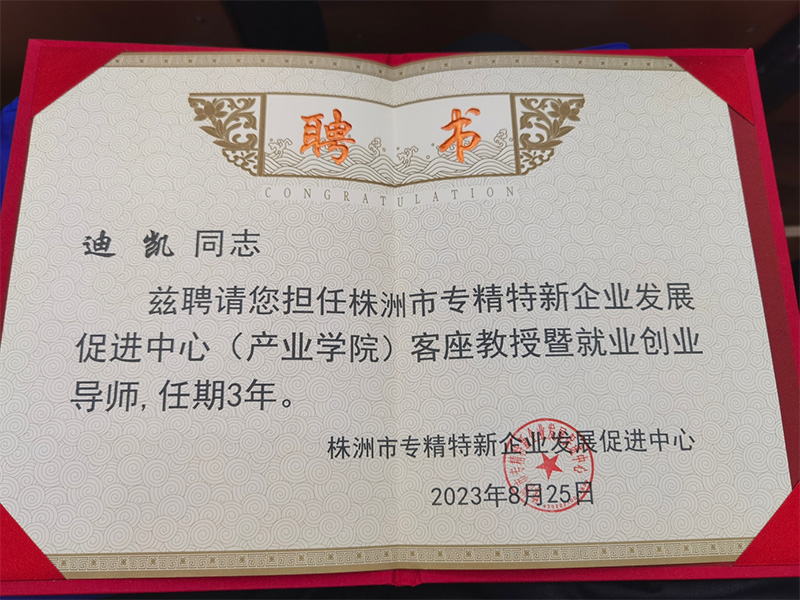 聘书
CONGRATULATION
迪凯 同志
兹聘请您担任株洲市专精特新企业发展
促进中心（产业学院）客座教授暨就业创业
导师,任期3年。
株洲市专精特新企业发展促进中心
2023年8月25日